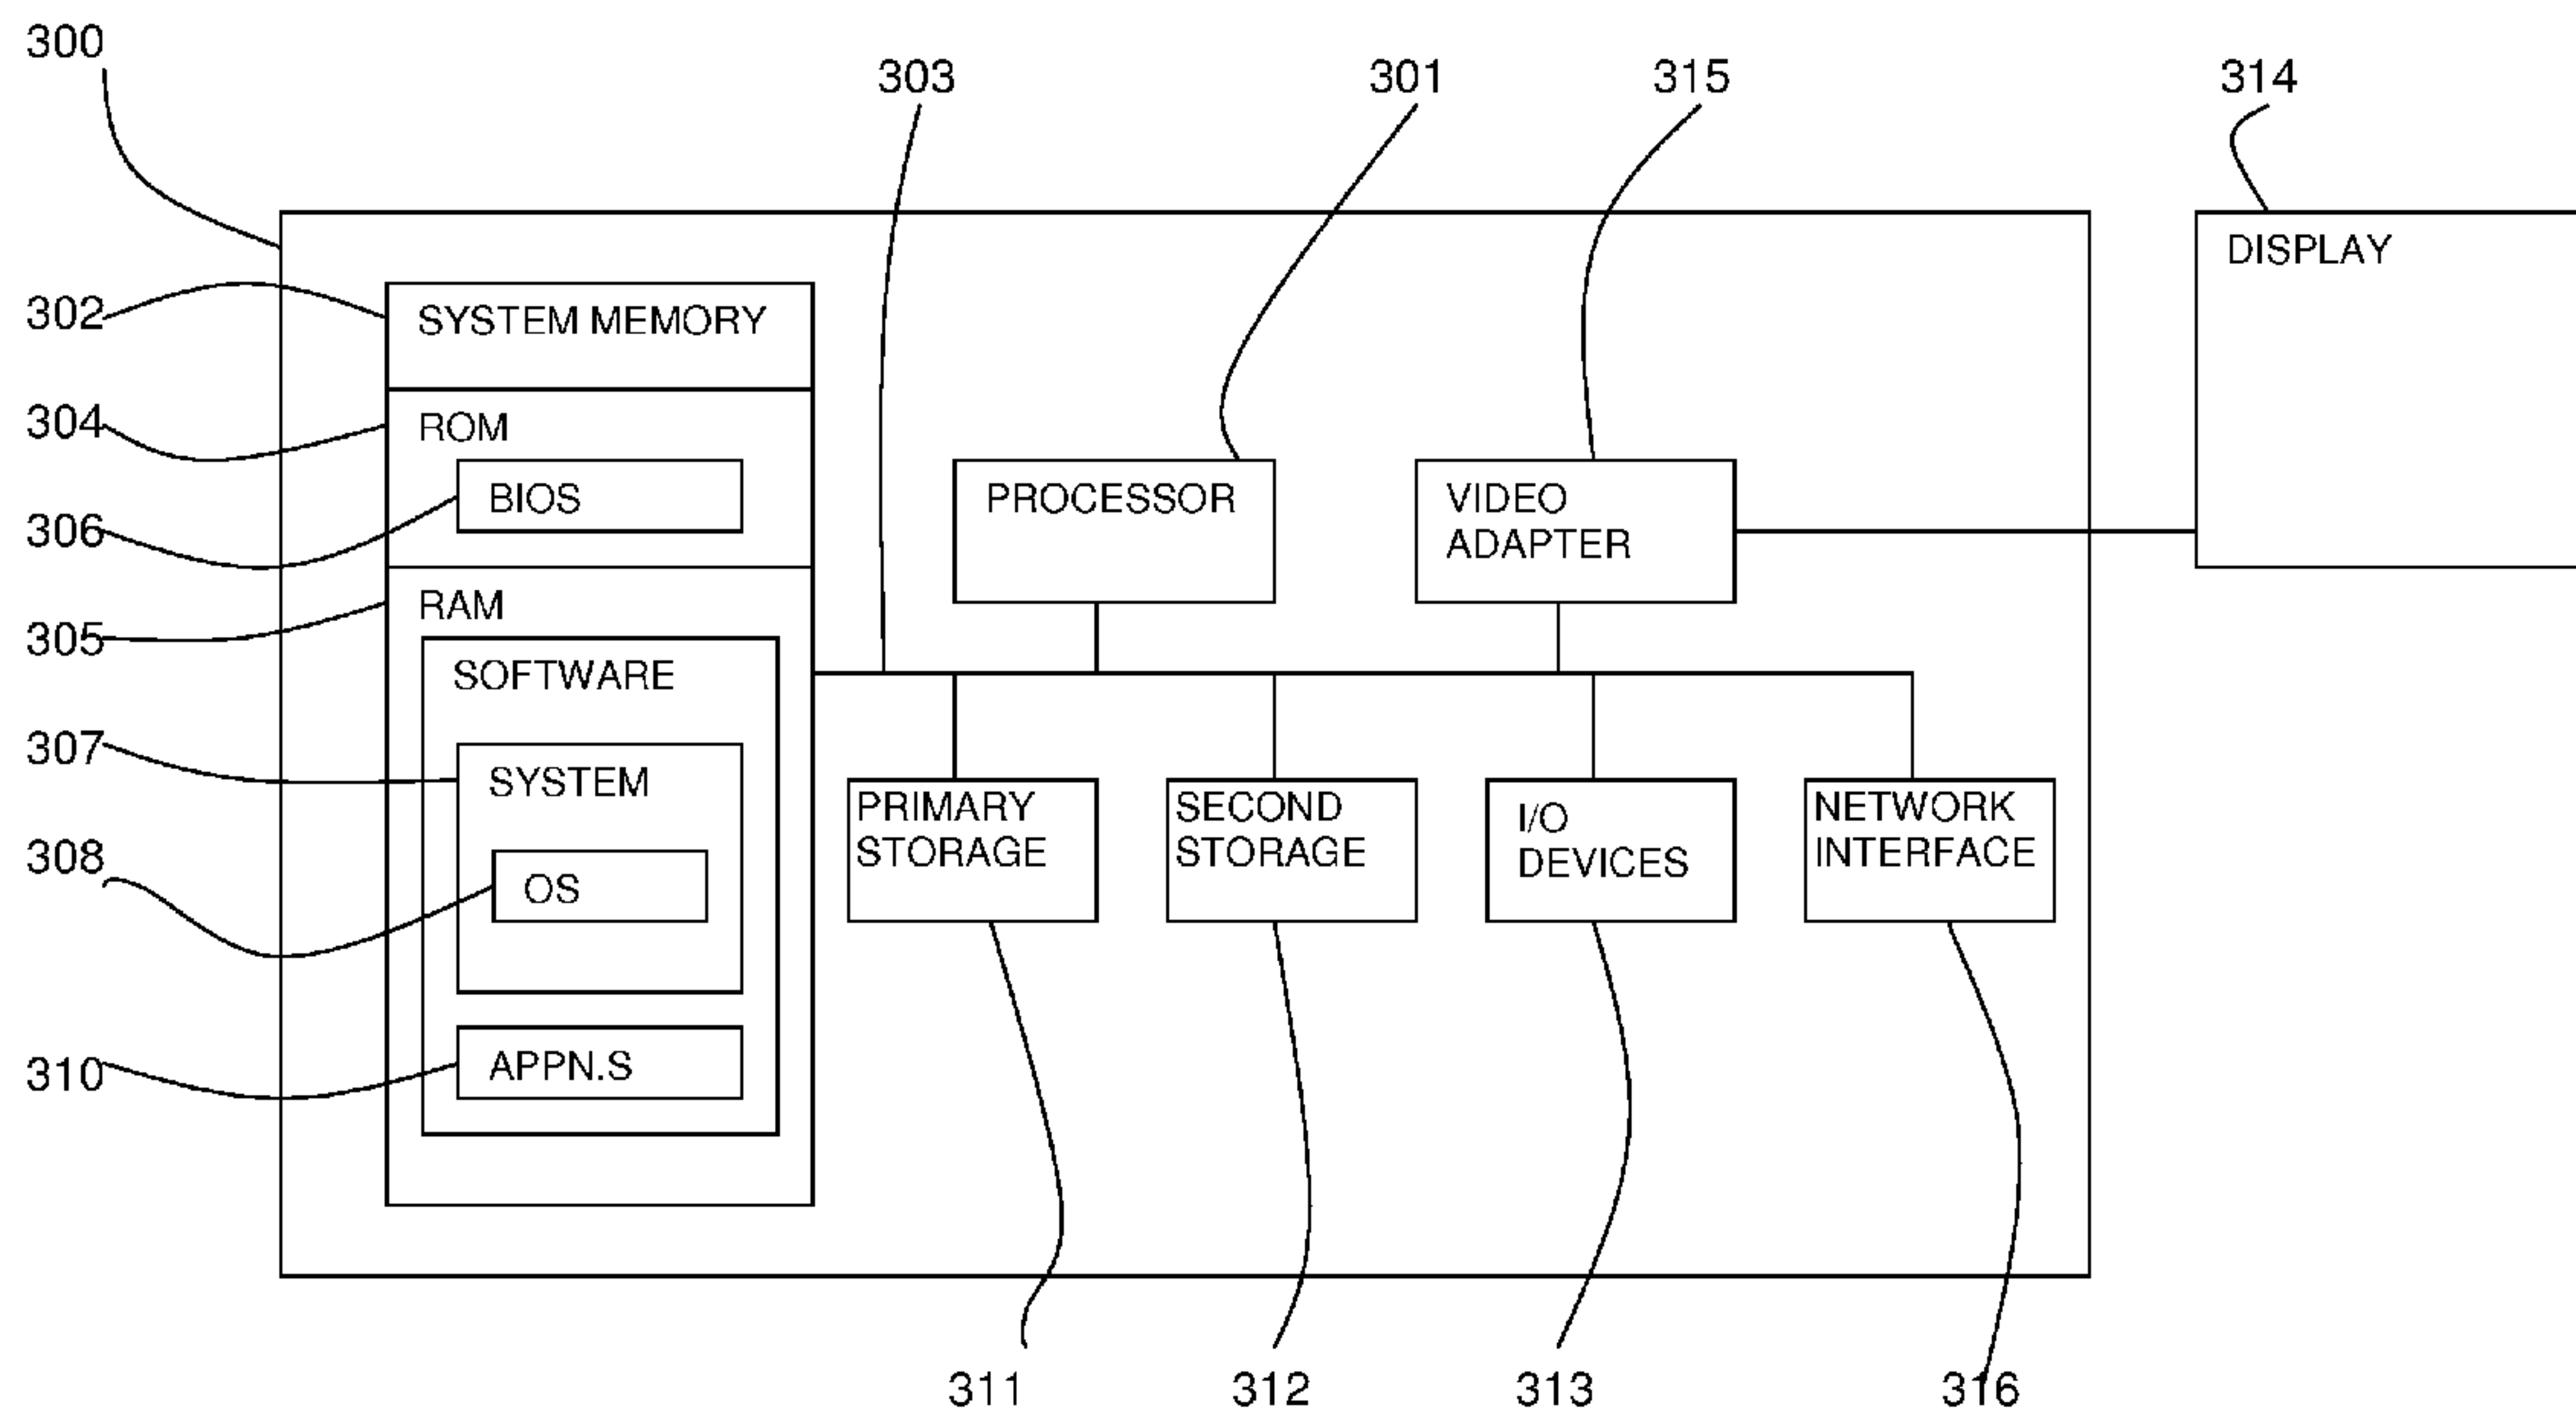 300
303
301
315
314
302
SYSTEM MEMORY
DISPLAY
304
ROM
306
BIOS
PROCESSOR
VIDEO
ADAPTER
305
RAM
SOFTWARE
307
SYSTEM
PRIMARY
STORAGE
SECOND
STORAGE
I/O
DEVICES
NETWORK
INTERFACE
308
OS
310
APPN.S
311
312
313
316